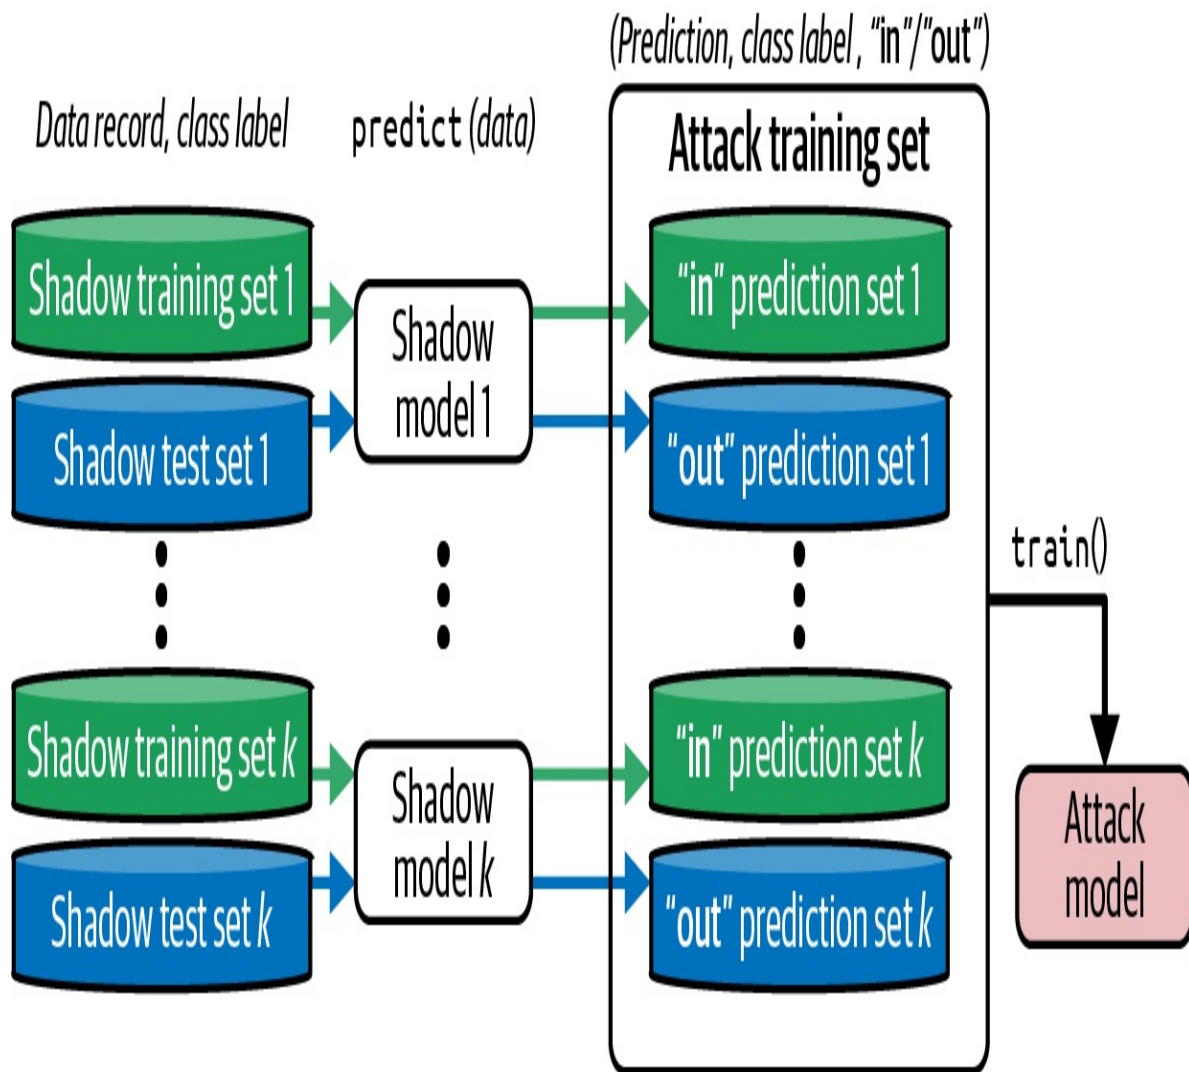 (Prediction, class label, “in”/”out”)
Data record, class label
predict (data)
Attack training set
Shadow training set 1
Shadow
model 1
“in” prediction set 1
Shadow test set 1
“out” prediction set 1
train()
Shadow training set k
Shadow
model k
“in” prediction set k
Shadow test set k
“out” prediction set k
Attack
model